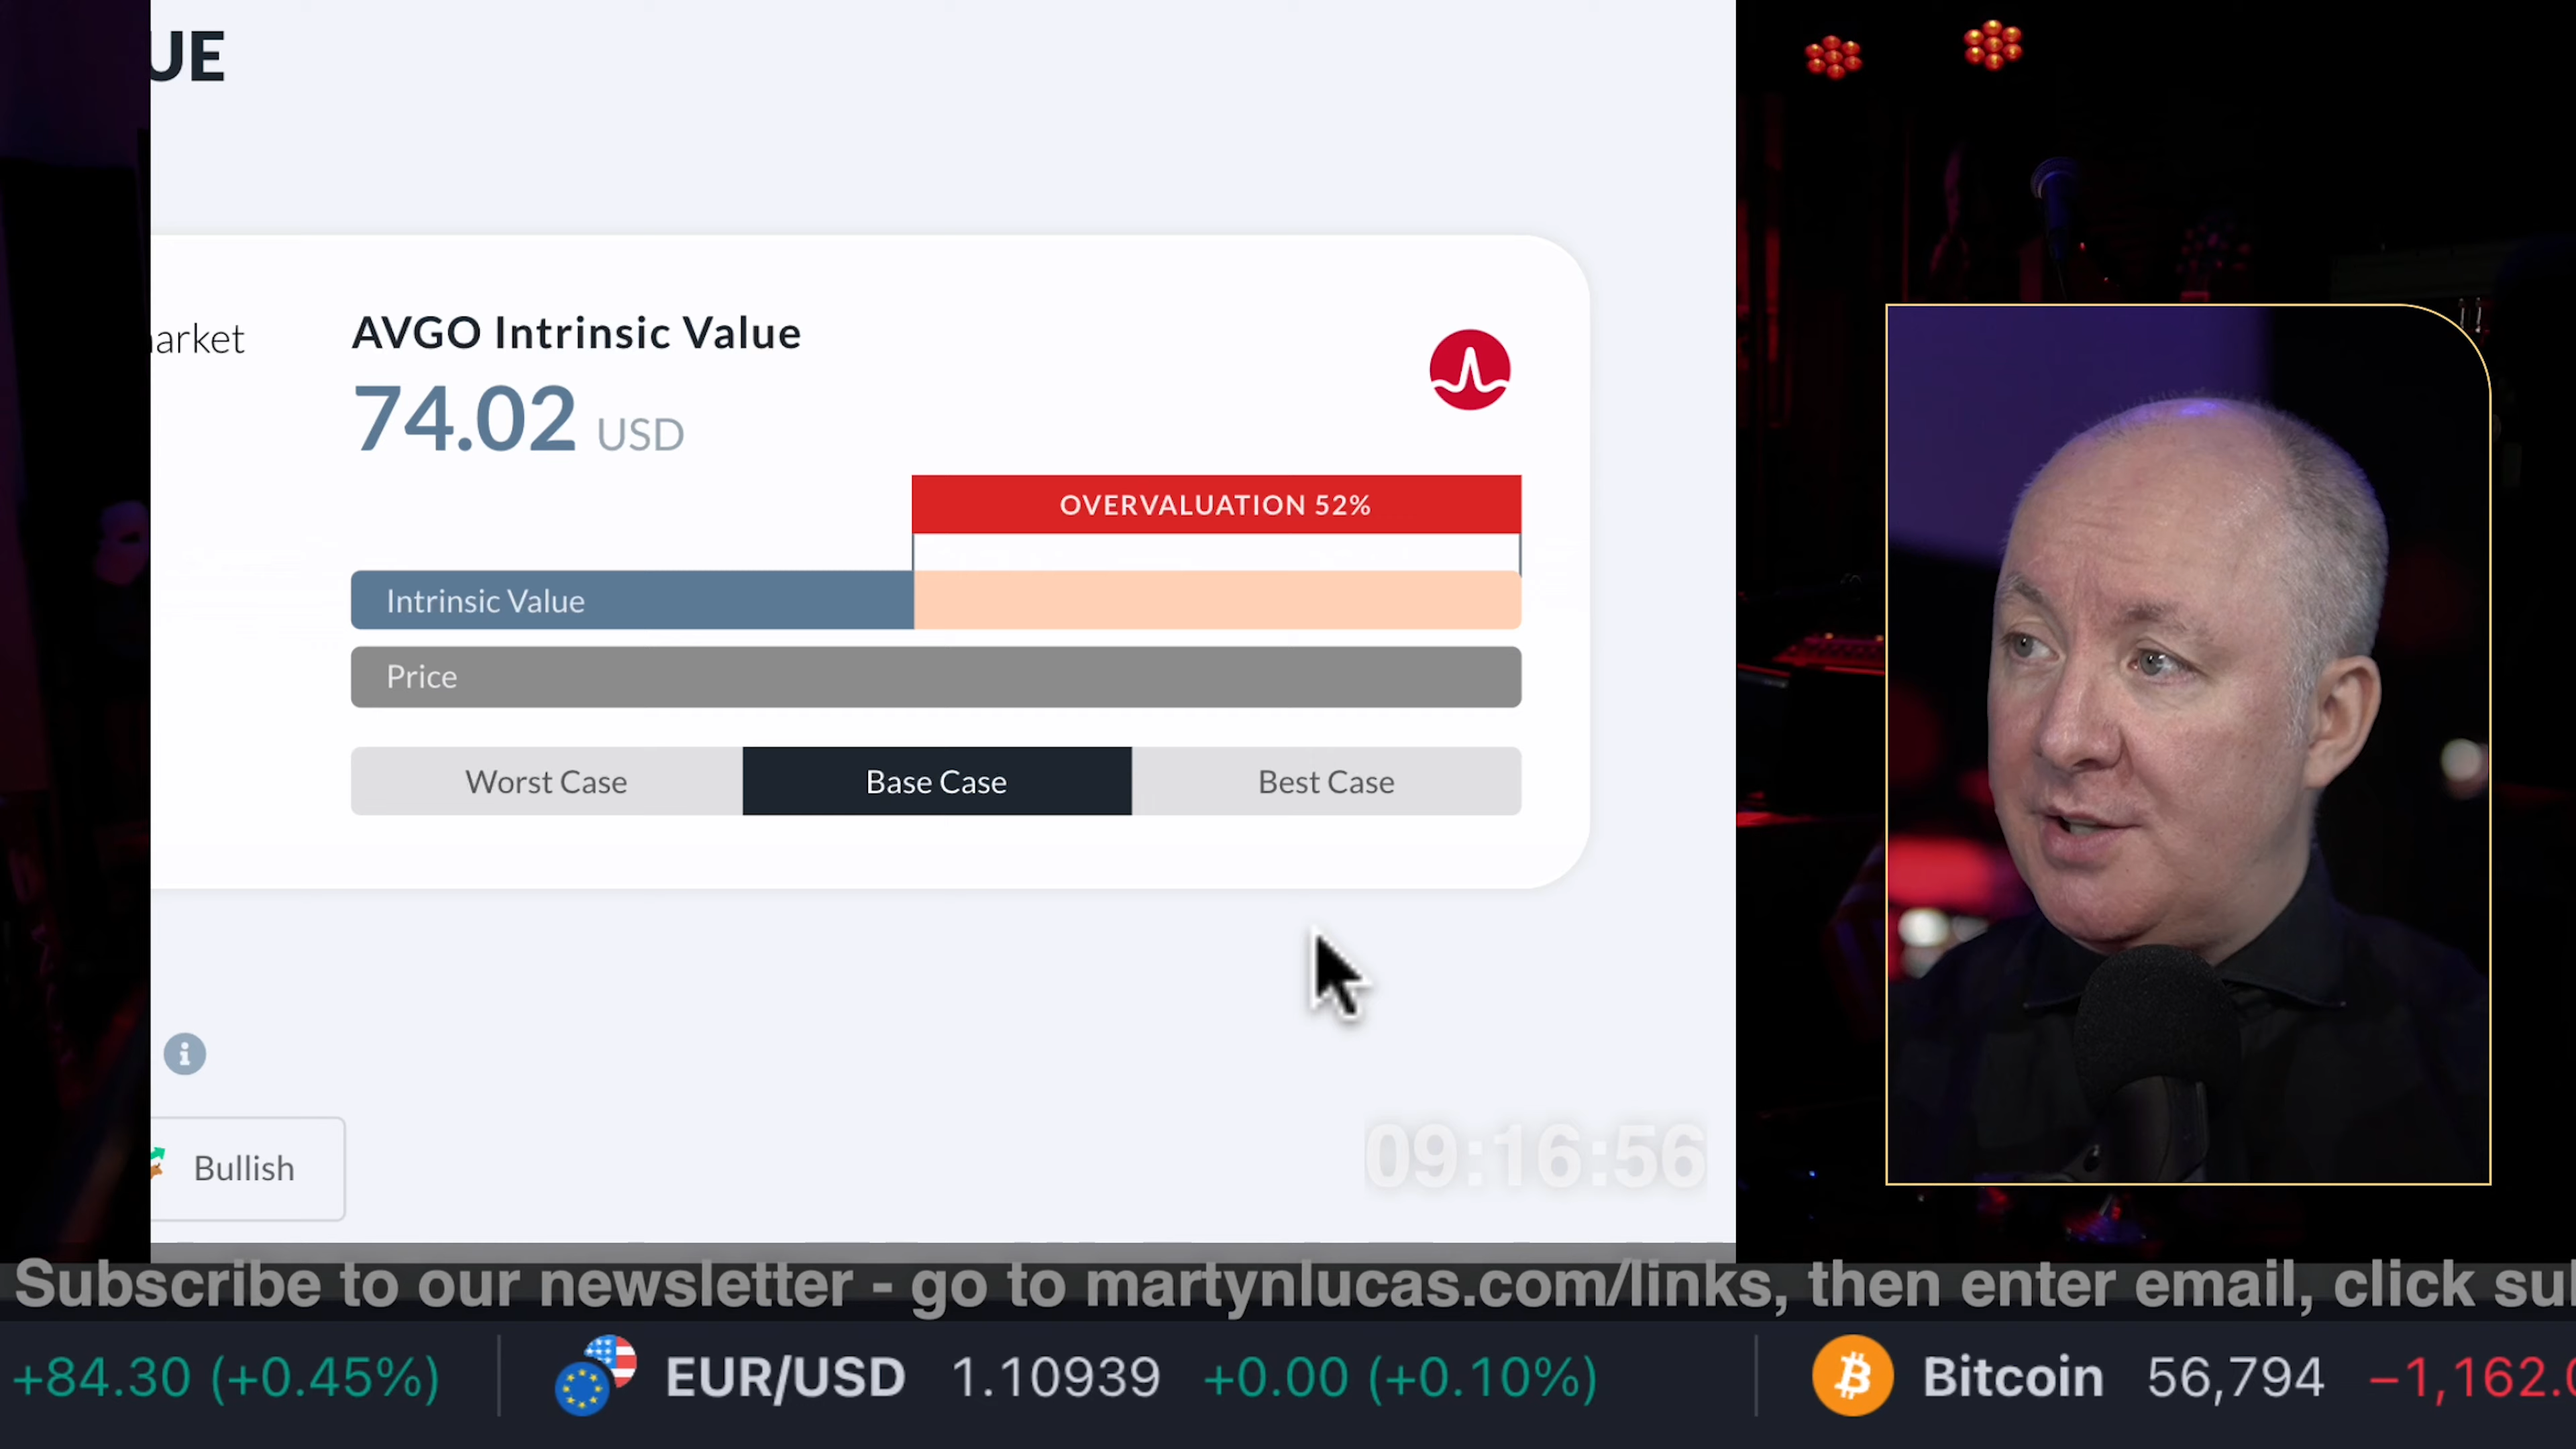 UE
arket
AVGO Intrinsic Value
74.02 USD
OVERVALUATION 52%
Intrinsic Value
Price
Worst Case Base Case Best Case
Bullish
09:16:56
Subscribe to our newsletter - go to martynlucas.com/links, then enter email, click su
+84.30 (+0.45%) EUR/USD 1.10939 +0.00 (+0.10%) Bitcoin 56,794 −1,162.0